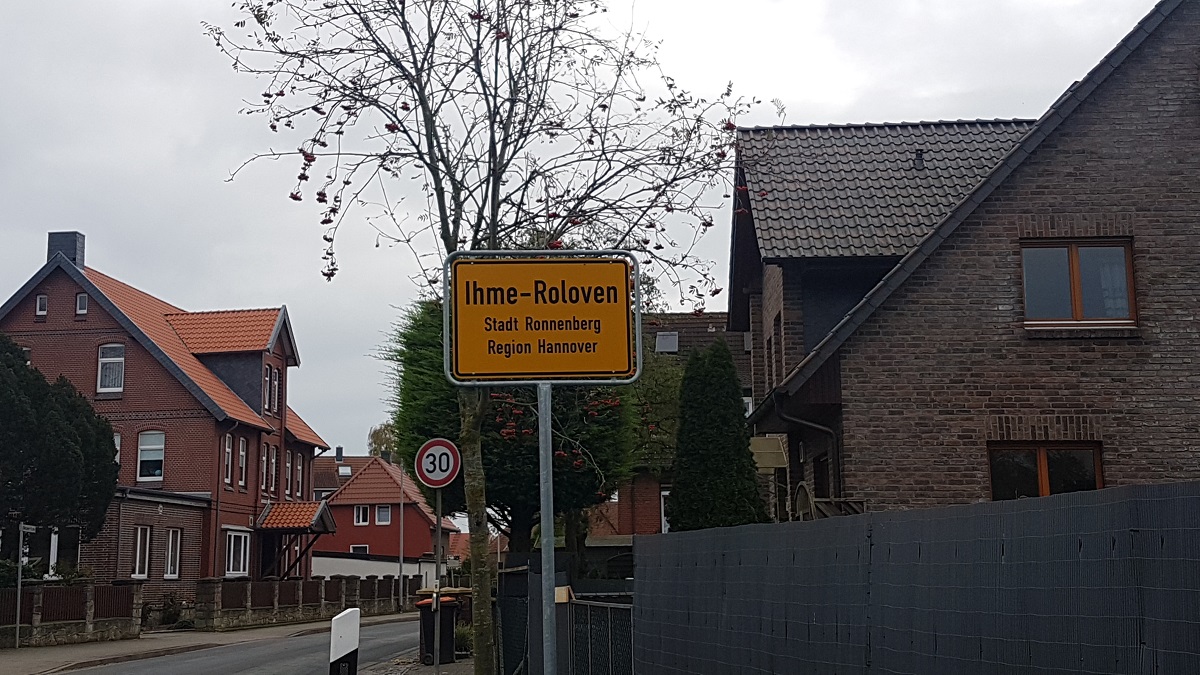 Ihme-Roloven
Stadt Ronnenberg
Region Hannover
30